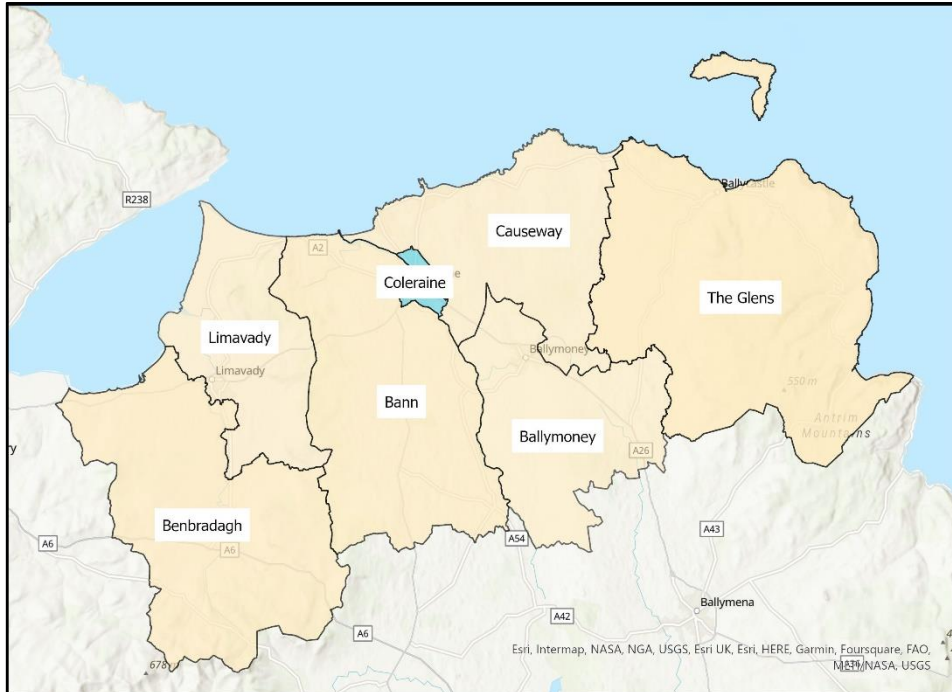 R238
Ballycastle
Causeway
A2
Coleraine
The Glens
Limavady
Ballymoney
Limavady
550 m
Bann
Antrim
Mountains
Ballymoney
A26
Benbradagh
A6
A6
A54
A43
Ballymena
A42
A6
Esri, Intermap, NASA, NGA, USGS, Esri UK, Esri, HERE, Garmin, Foursquare, FAO,
METI/NASA, USGS
678